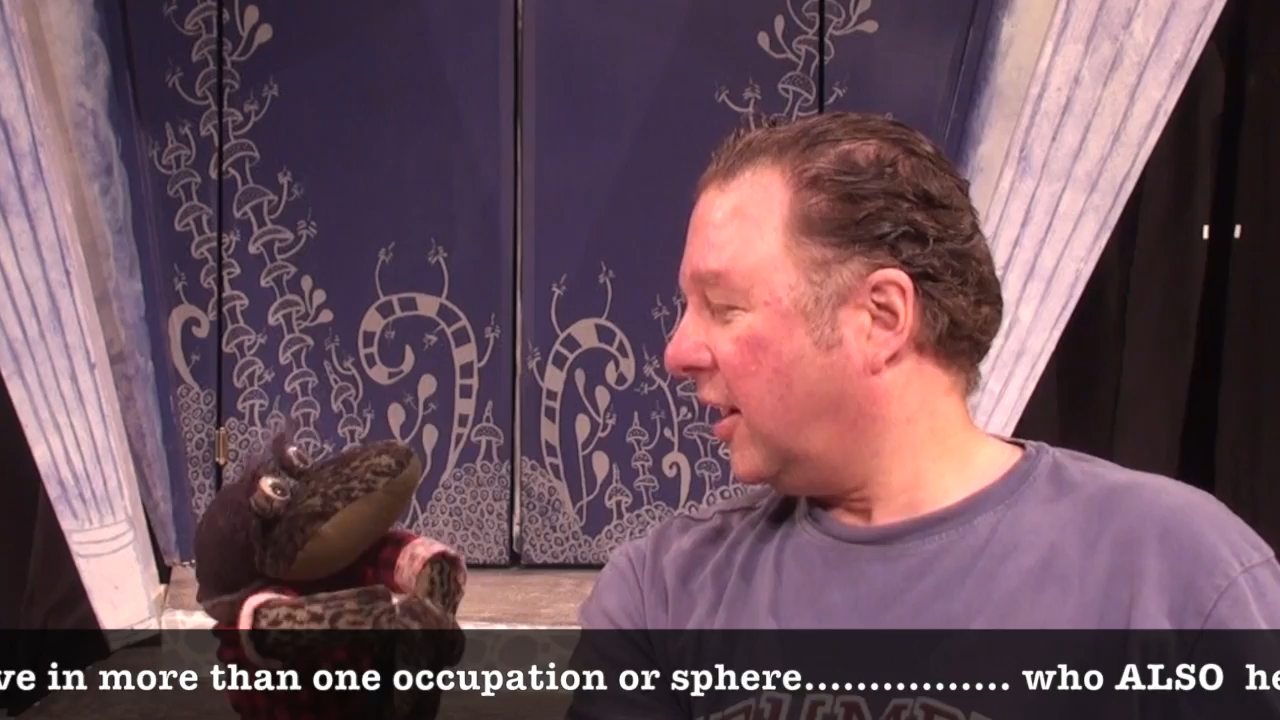 ve in more than one occupation or sphere................ who ALSO he